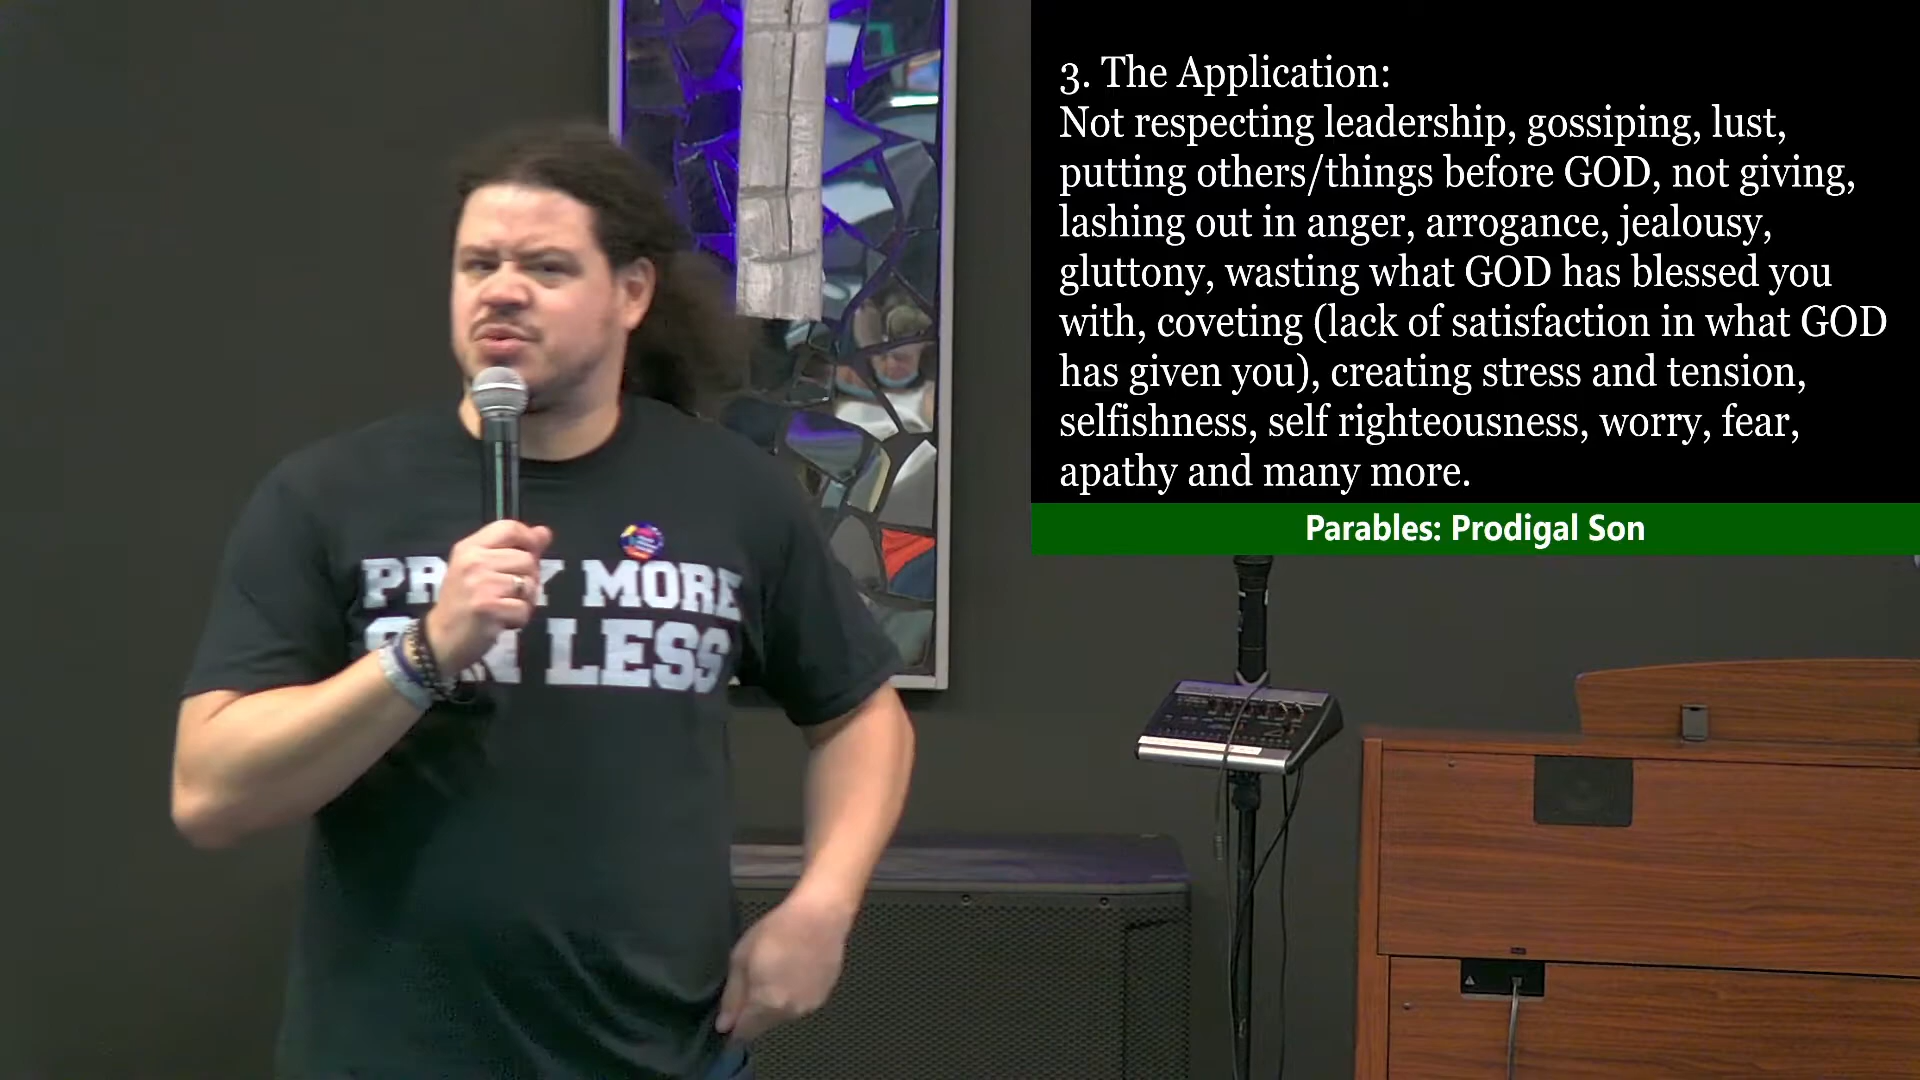 3. The Application:
Not respecting leadership, gossiping, lust,
putting others/things before GOD, not giving,
lashing out in anger, arrogance, jealousy,
gluttony, wasting what GOD has blessed you
with, coveting (lack of satisfaction in what GOD
has given you), creating stress and tension,
selfishness, self righteousness, worry, fear,
apathy and many more.
Parables: Prodigal Son
MORE
LESS